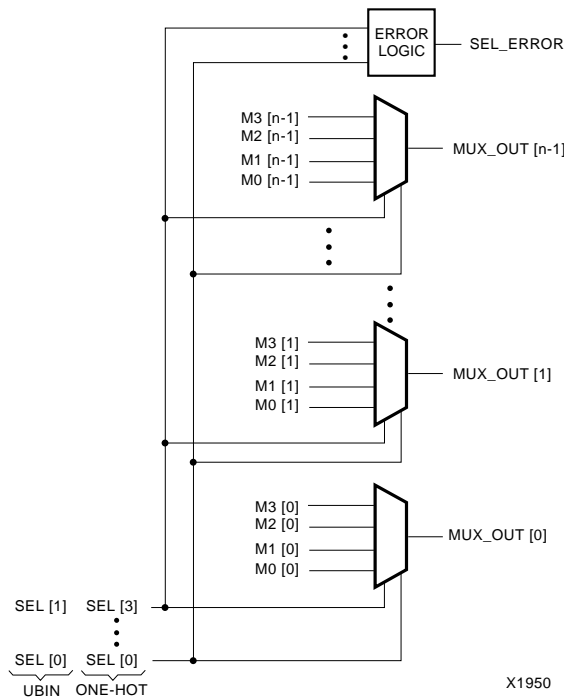 ERROR
LOGIC
SEL_ERROR
M3 [n-1]
M2 [n-1]
M1 [n-1]
M0 [n-1]
MUX_OUT [n-1]
M3 [1]
M2 [1]
M1 [1]
M0 [1]
MUX_OUT [1]
M3 [0]
M2 [0]
M1 [0]
M0 [0]
MUX_OUT [0]
SEL [1] SEL [3]
SEL [0] SEL [0]
UBIN ONE-HOT
X1950